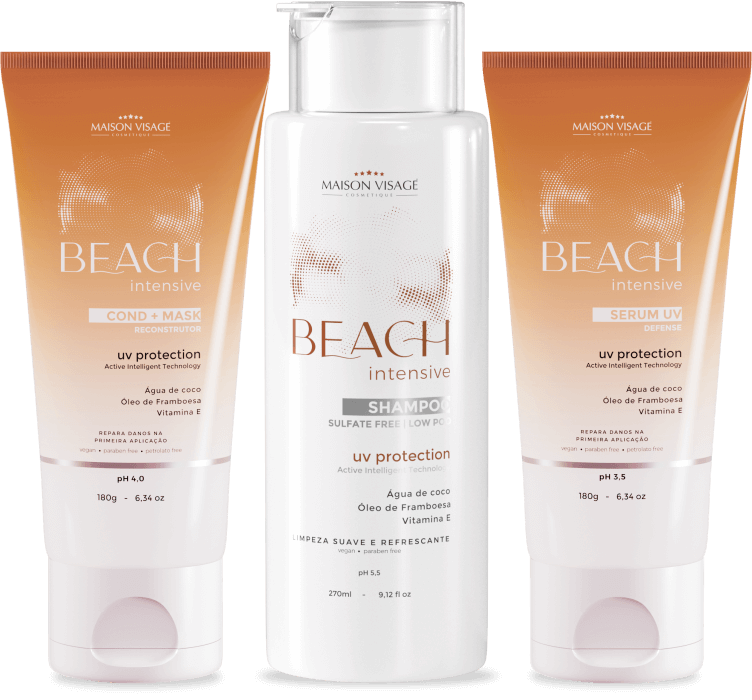 MAISON VISAGÉ
COSMETIQUE
BEACH
intensive
COND + MASK
RECONSTRUTOR
uv protection
Active Intelligent Technology
Água de coco
Óleo de Framboesa
Vitamina E
REPARA DANOS NA
PRIMEIRA APLICAÇÃO
vegan • paraben free • petrolato free
pH 4,0
180g - 6,34 oz
MAISON VISAGÉ
COSMETIQUE
BEACH
intensive
SHAMPOO
SULFATE FREE | LOW POO
uv protection
Active Intelligent Technology
Água de coco
Óleo de Framboesa
Vitamina E
LIMPEZA SUAVE E REFRESCANTE
vegan • paraben free
pH 5,5
270ml - 9,12 fl oz
MAISON VISAGÉ
COSMETIQUE
BEACH
intensive
SERUM UV
DEFENSE
uv protection
Active Intelligent Technology
Água de coco
Óleo de Framboesa
Vitamina E
REPARA DANOS NA
PRIMEIRA APLICAÇÃO
vegan • paraben free • petrolato free
pH 3,5
180g - 6,34 oz